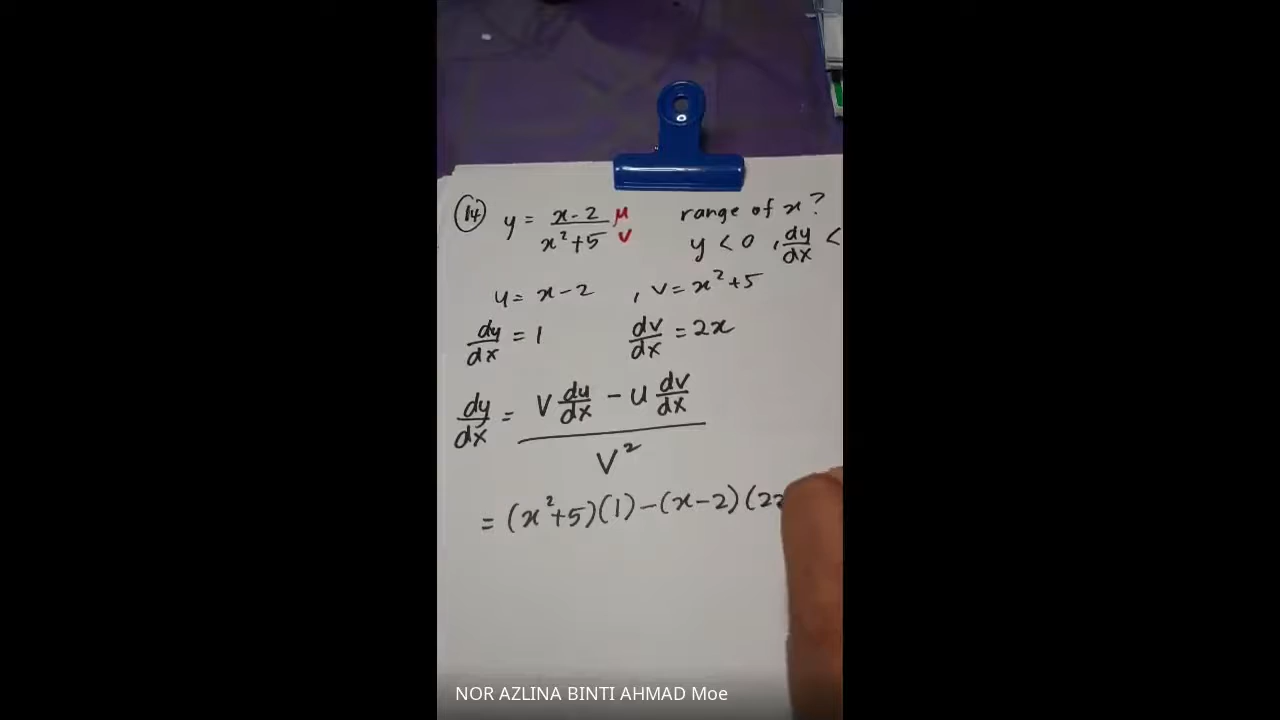 14 y = x-2 / x²+5 μ v range of x?
y < 0 , dy/dx <
u = x-2 , v = x²+5
dy/dx = 1 dv/dx = 2x
dy/dx = V du/dx - U dv/dx / V²
= (x²+5)(1) - (x-2)(2x
NOR AZLINA BINTI AHMAD Moe